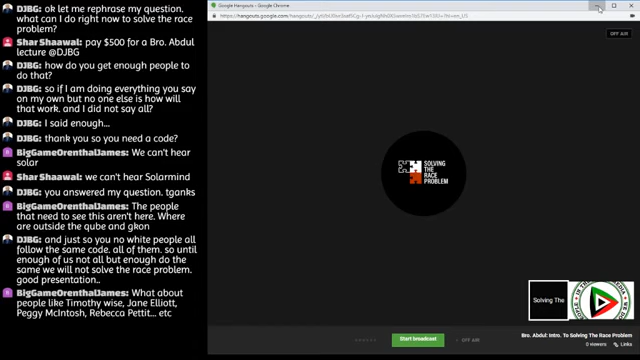 DJBG: ok let me rephrase my question.
what can I do right now to solve the race
problem?
Shar Shaawal: pay $500 for a Bro. Abdul
lecture @DJBG
DJBG: how do you get enough people to
do that?
DJBG: so if I am doing everything you say
on my own but no one else is how will
that work. and I did not say all?
DJBG: I said enough...
DJBG: thank you so you need a code?
BigGameOrenthalJames: We can't hear
solar
Shar Shaawal: we can't hear Solarmind
DJBG: you answered my question. tganks
BigGameOrenthalJames: The people
that need to see this aren't here. Where
are outside the qube and gkon
DJBG: and just so you no white people all
follow the same code. all of them. so until
enough of us not all but enough do the
same we will not solve the race problem.
good presentation..
BigGameOrenthalJames: What about
people like Timothy wise, Jane Elliott,
Peggy McIntosh, Rebecca Pettit... etc
Google Hangouts - Google Chrome
https://hangouts.google.com/hangouts/_/
OFF AIR
SOLVING
THE
RACE
PROBLEM
Solving The
Bro. Abdul: Intro. To Solving The Race Problem
Start broadcast
OFF AIR
0 viewers
Links